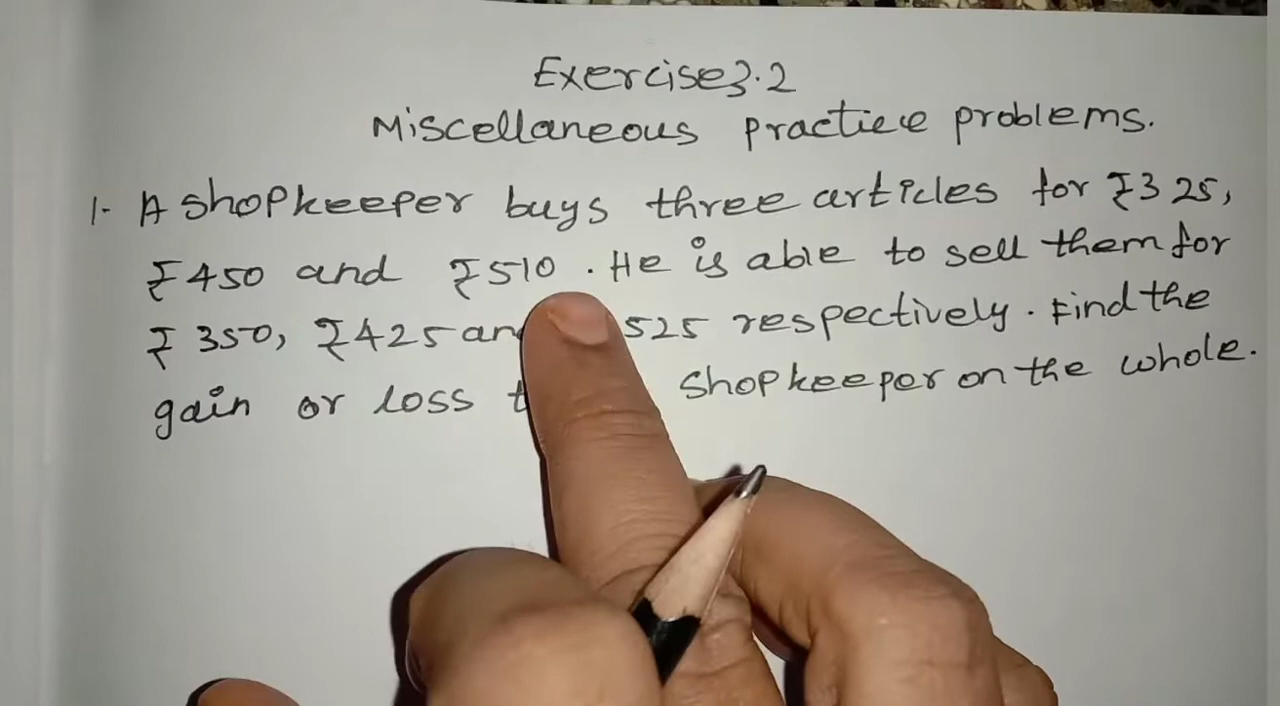 Exercise 3.2
Miscellaneous practice problems.
1- A shopkeeper buys three articles for ₹325,
₹450 and ₹510. He is able to sell them for
₹350, ₹425 525 respectively. Find the
gain or loss shopkeeper on the whole.